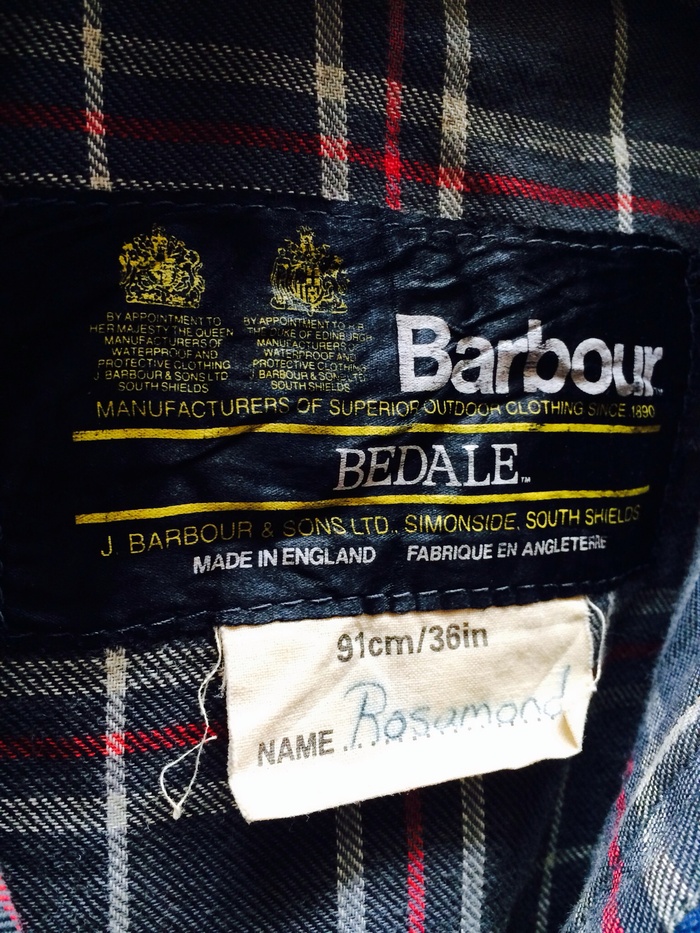 BY APPOINTMENT TO
HER MAJESTY THE QUEEN
MANUFACTURERS OF
WATERPROOF AND
PROTECTIVE CLOTHING
J. BARBOUR & SONS LTD
SOUTH SHIELDS
BY APPOINTMENT TO H.R.
THE DUKE OF EDINBURGH
MANUFACTURERS OF
WATERPROOF AND
PROTECTIVE CLOTHING
J. BARBOUR & SONS LTD
SOUTH SHIELDS
Barbour
MANUFACTURERS OF SUPERIOR OUTDOOR CLOTHING SINCE 1890
BEDALE™
J. BARBOUR & SONS LTD., SIMONSIDE, SOUTH SHIELDS
MADE IN ENGLAND FABRIQUE EN ANGLETERRE
91cm/36in
NAME Rosamond